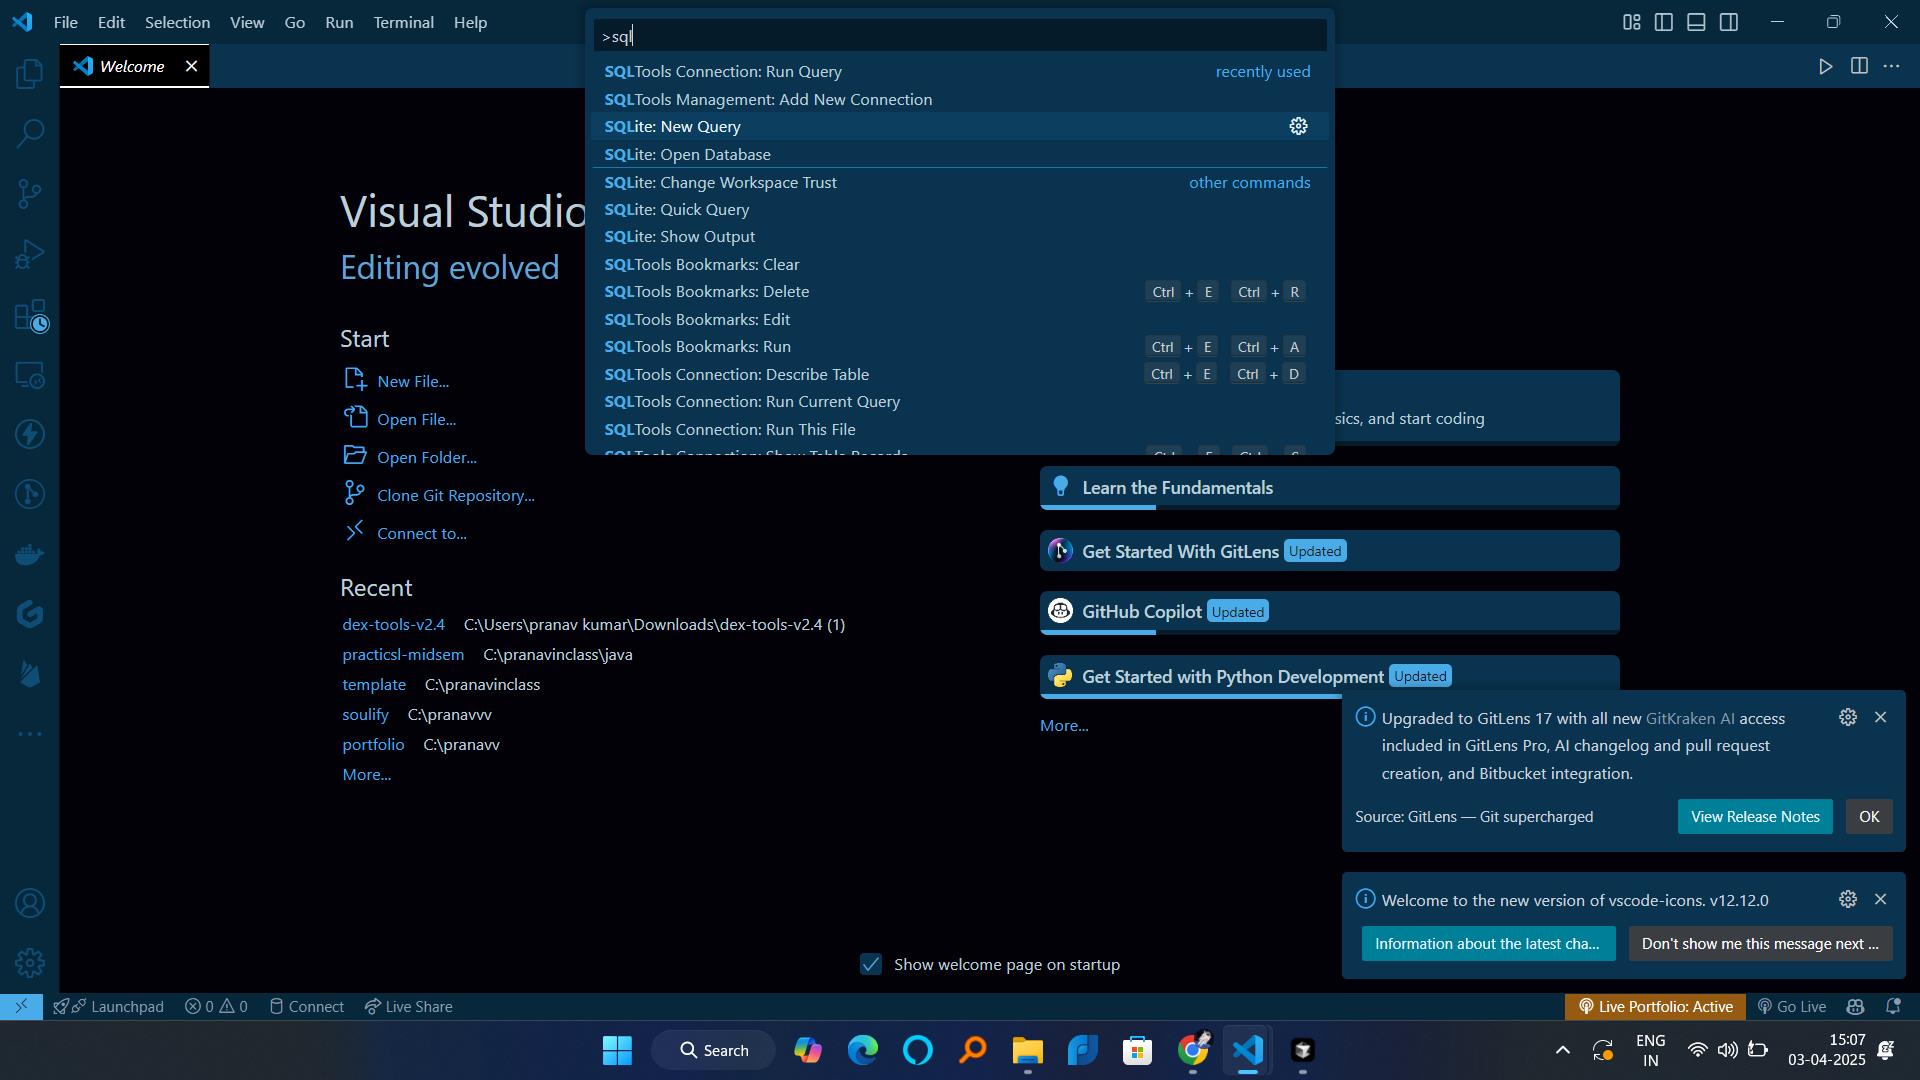 File Edit Selection View Go Run Terminal Help
>sql
Welcome
SQLTools Connection: Run Query recently used
SQLTools Management: Add New Connection
SQLite: New Query
SQLite: Open Database
SQLite: Change Workspace Trust other commands
SQLite: Quick Query
SQLite: Show Output
SQLTools Bookmarks: Clear
SQLTools Bookmarks: Delete Ctrl + E Ctrl + R
SQLTools Bookmarks: Edit
SQLTools Bookmarks: Run Ctrl + E Ctrl + A
SQLTools Connection: Describe Table Ctrl + E Ctrl + D
SQLTools Connection: Run Current Query
SQLTools Connection: Run This File
SQLTools Connection: Show Table Records
Visual Studio
Editing evolved
Start
New File...
Open File...
Open Folder...
Clone Git Repository...
Connect to...
Recent
dex-tools-v2.4 C:\Users\pranav kumar\Downloads\dex-tools-v2.4 (1)
practicsl-midsem C:\pranavinclass\java
template C:\pranavinclass
soulify C:\pranavvv
portfolio C:\pranavv
More...
sics, and start coding
Learn the Fundamentals
Get Started With GitLens Updated
GitHub Copilot Updated
Get Started with Python Development Updated
More...
Upgraded to GitLens 17 with all new GitKraken AI access
included in GitLens Pro, AI changelog and pull request
creation, and Bitbucket integration.
Source: GitLens — Git supercharged View Release Notes OK
Welcome to the new version of vscode-icons. v12.12.0
Information about the latest cha... Don't show me this message next ...
Show welcome page on startup
Launchpad 0 0 Connect Live Share Live Portfolio: Active Go Live
Search
ENG
IN
15:07
03-04-2025